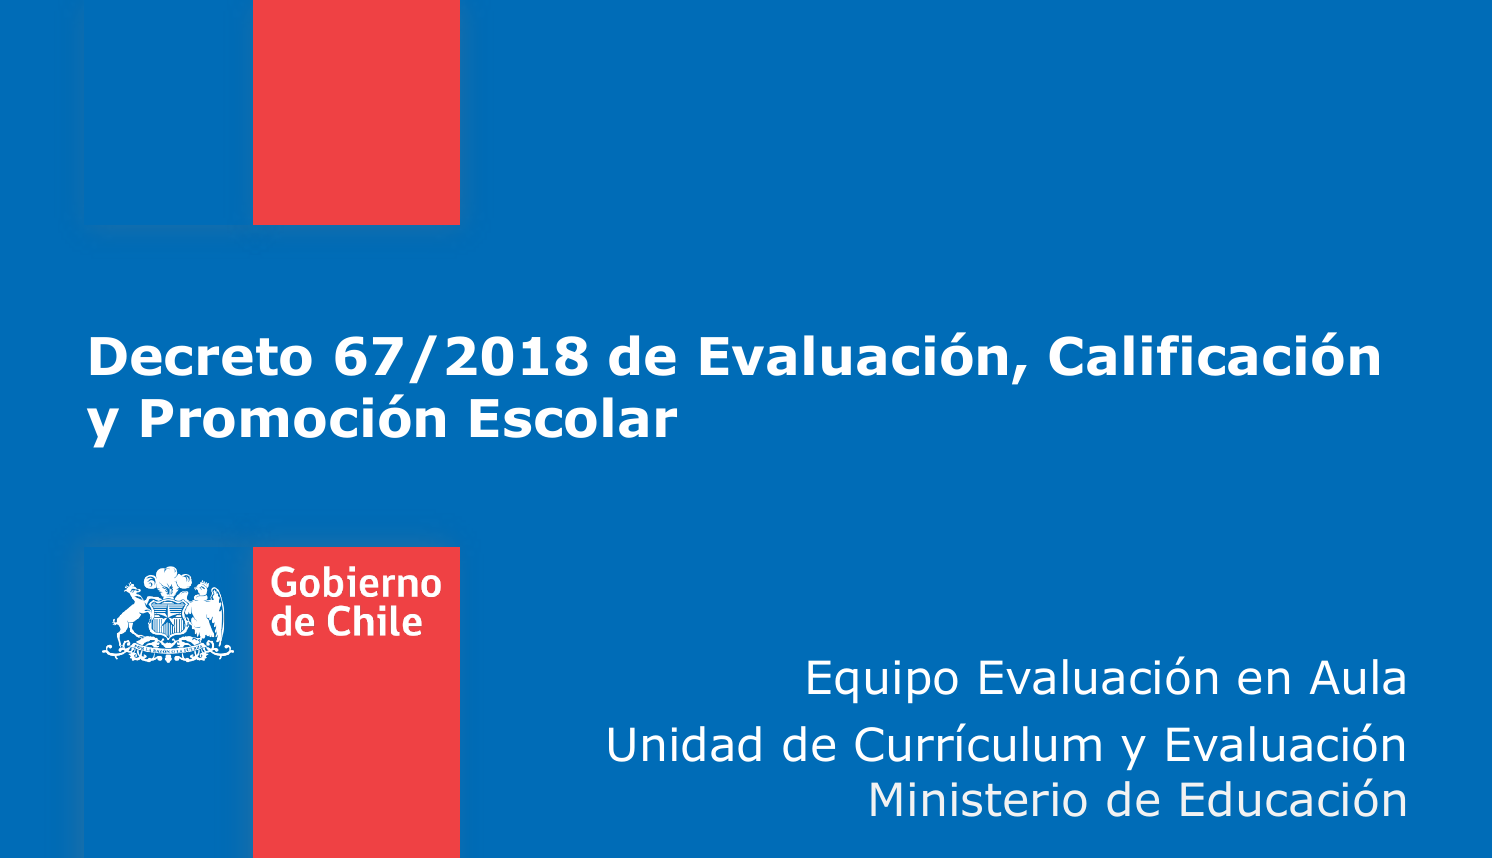 Decreto 67/2018 de Evaluación, Calificación
y Promoción Escolar
Gobierno
de Chile
Equipo Evaluación en Aula
Unidad de Currículum y Evaluación
Ministerio de Educación